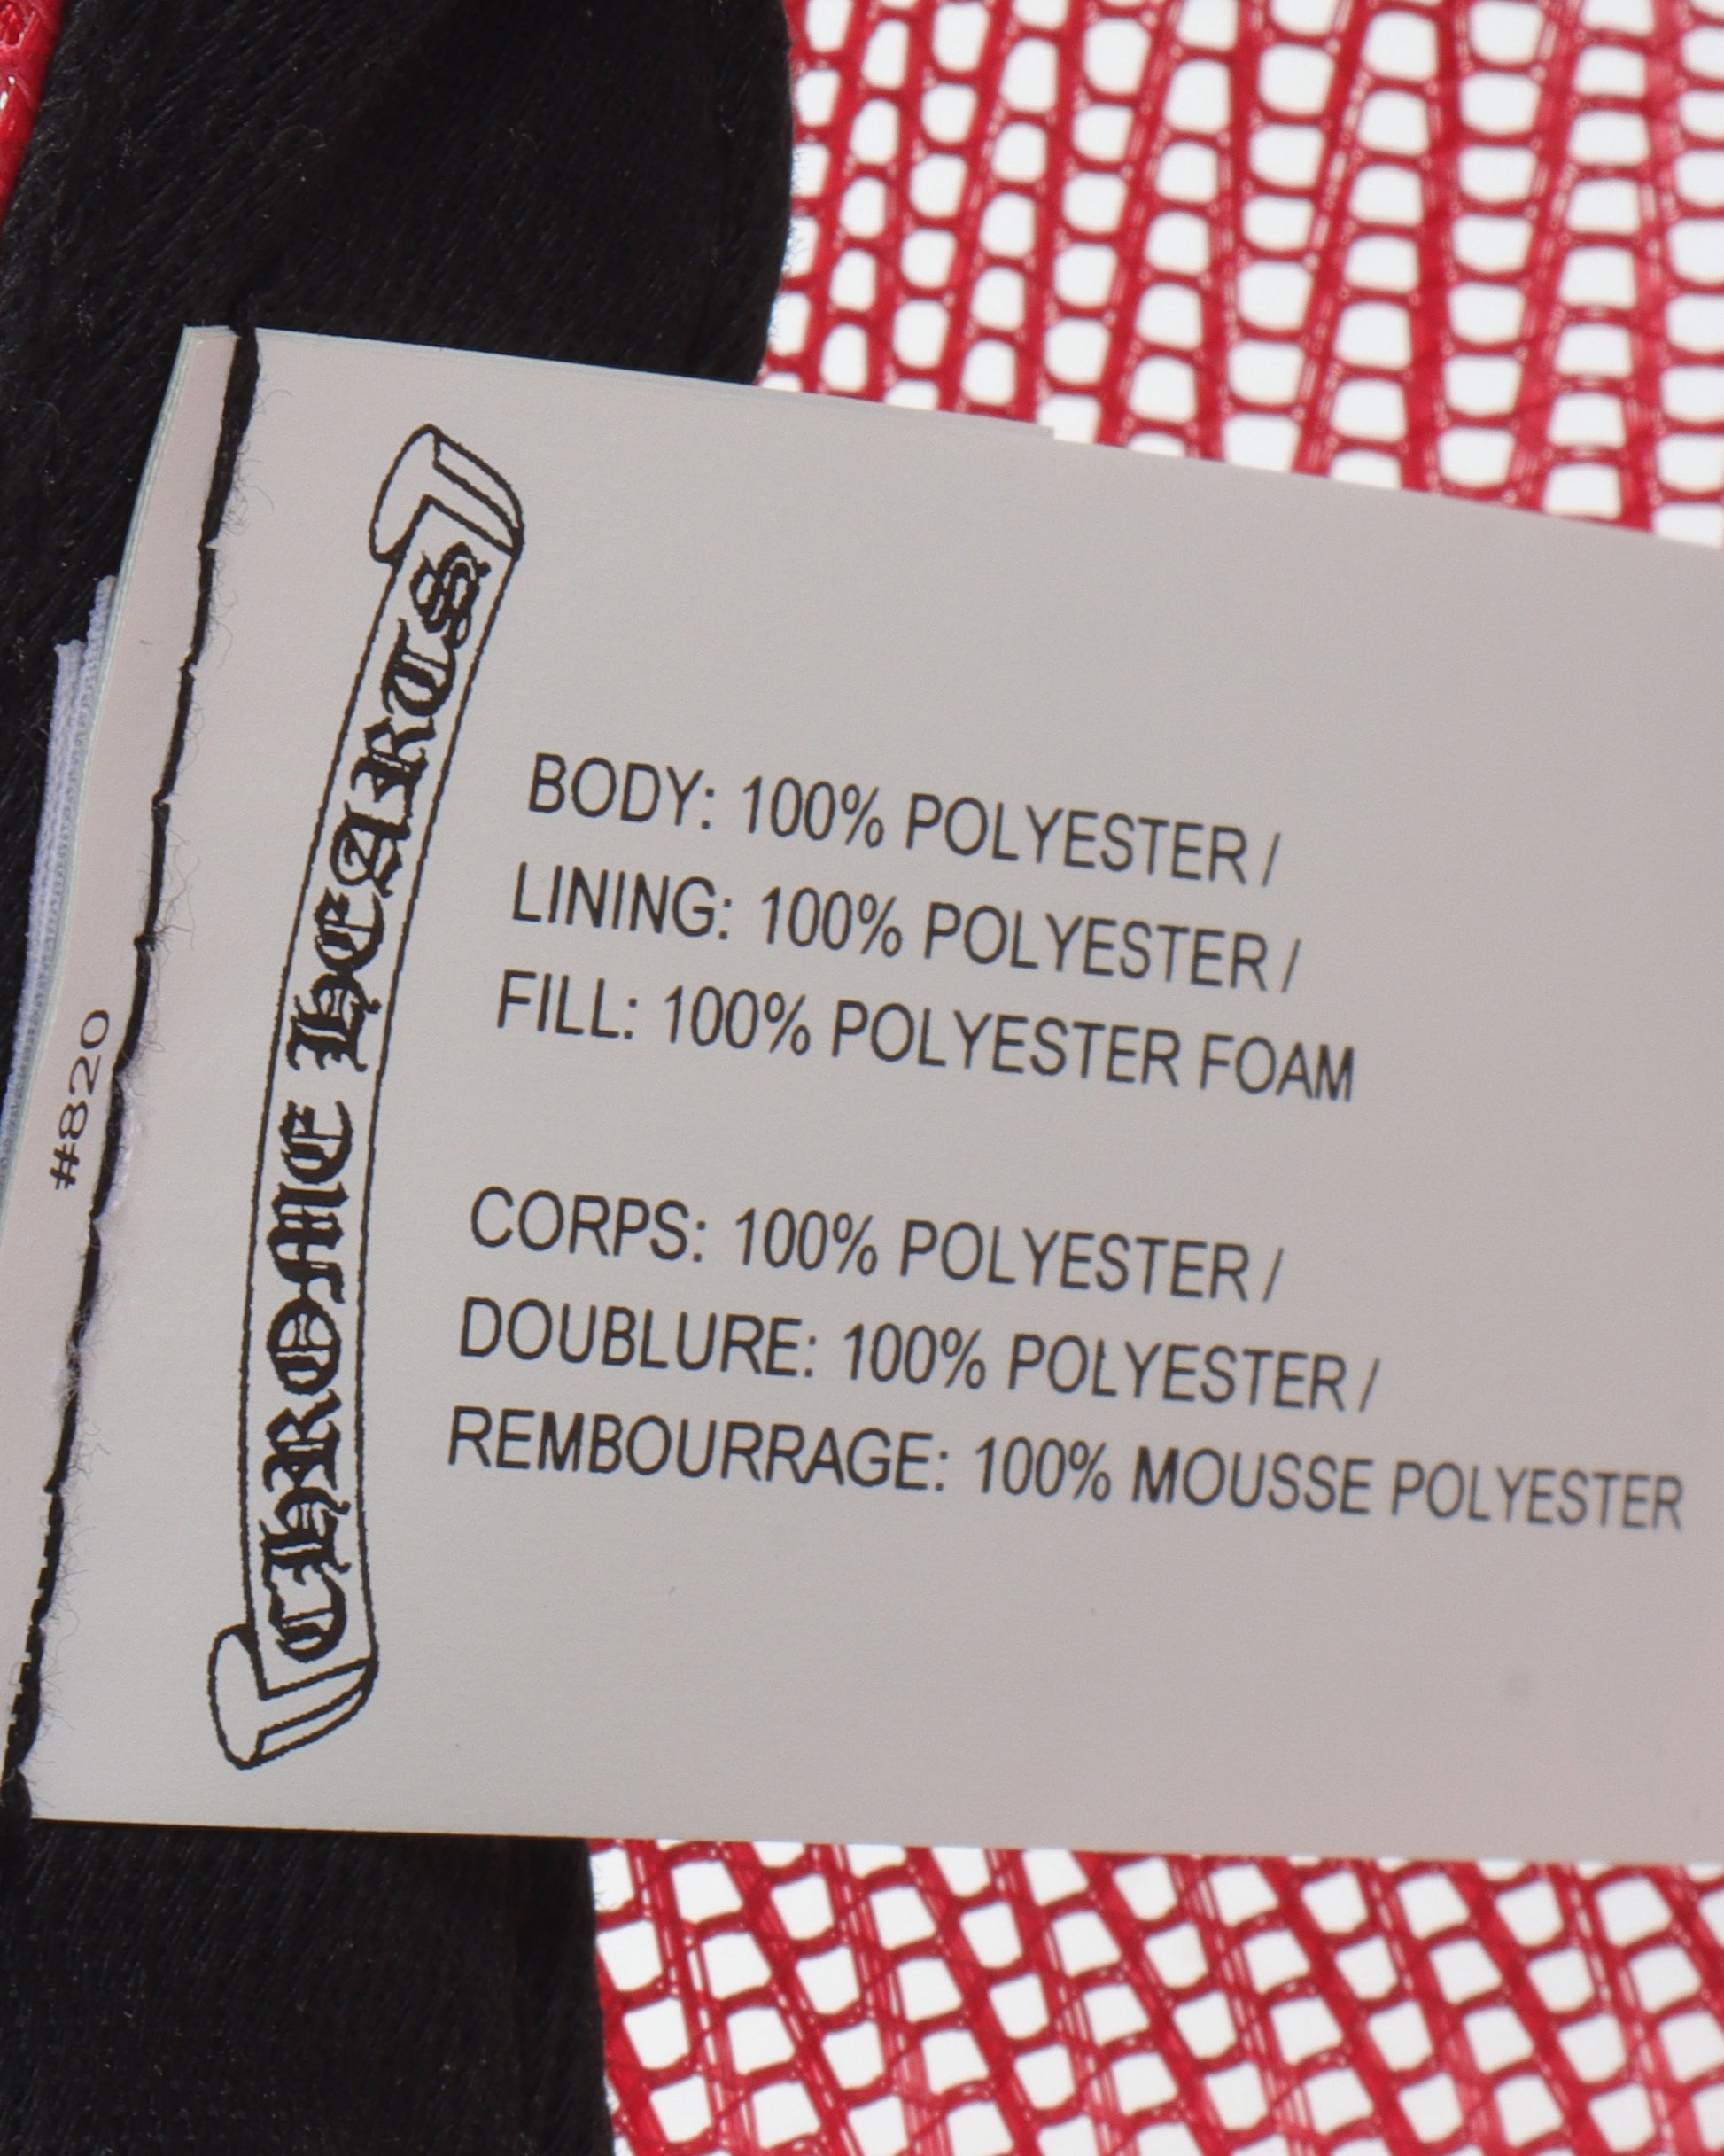 #820
CHROME HEARTS
BODY: 100% POLYESTER /
LINING: 100% POLYESTER /
FILL: 100% POLYESTER FOAM
CORPS: 100% POLYESTER /
DOUBLURE: 100% POLYESTER /
REMBOURRAGE: 100% MOUSSE POLYESTER